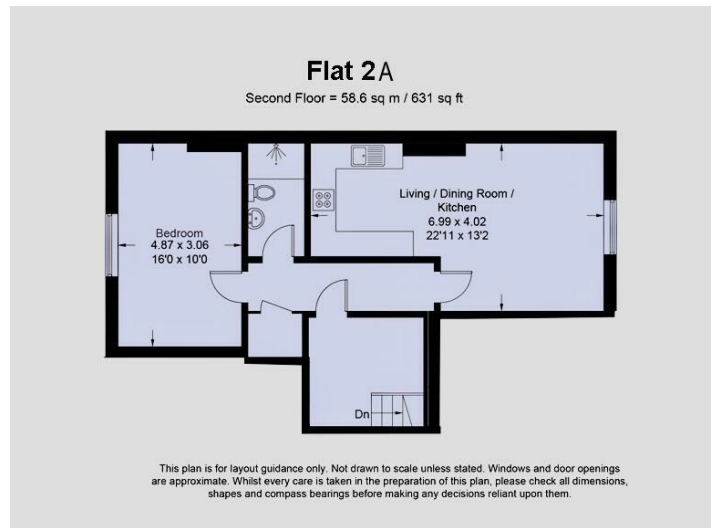 Flat 2A
Second Floor = 58.6 sq m / 631 sq ft
Living / Dining Room /
Kitchen
6.99 x 4.02
22'11 x 13'2
Bedroom
4.87 x 3.06
16'0 x 10'0
Dn
This plan is for layout guidance only. Not drawn to scale unless stated. Windows and door openings
are approximate. Whilst every care is taken in the preparation of this plan, please check all dimensions,
shapes and compass bearings before making any decisions reliant upon them.